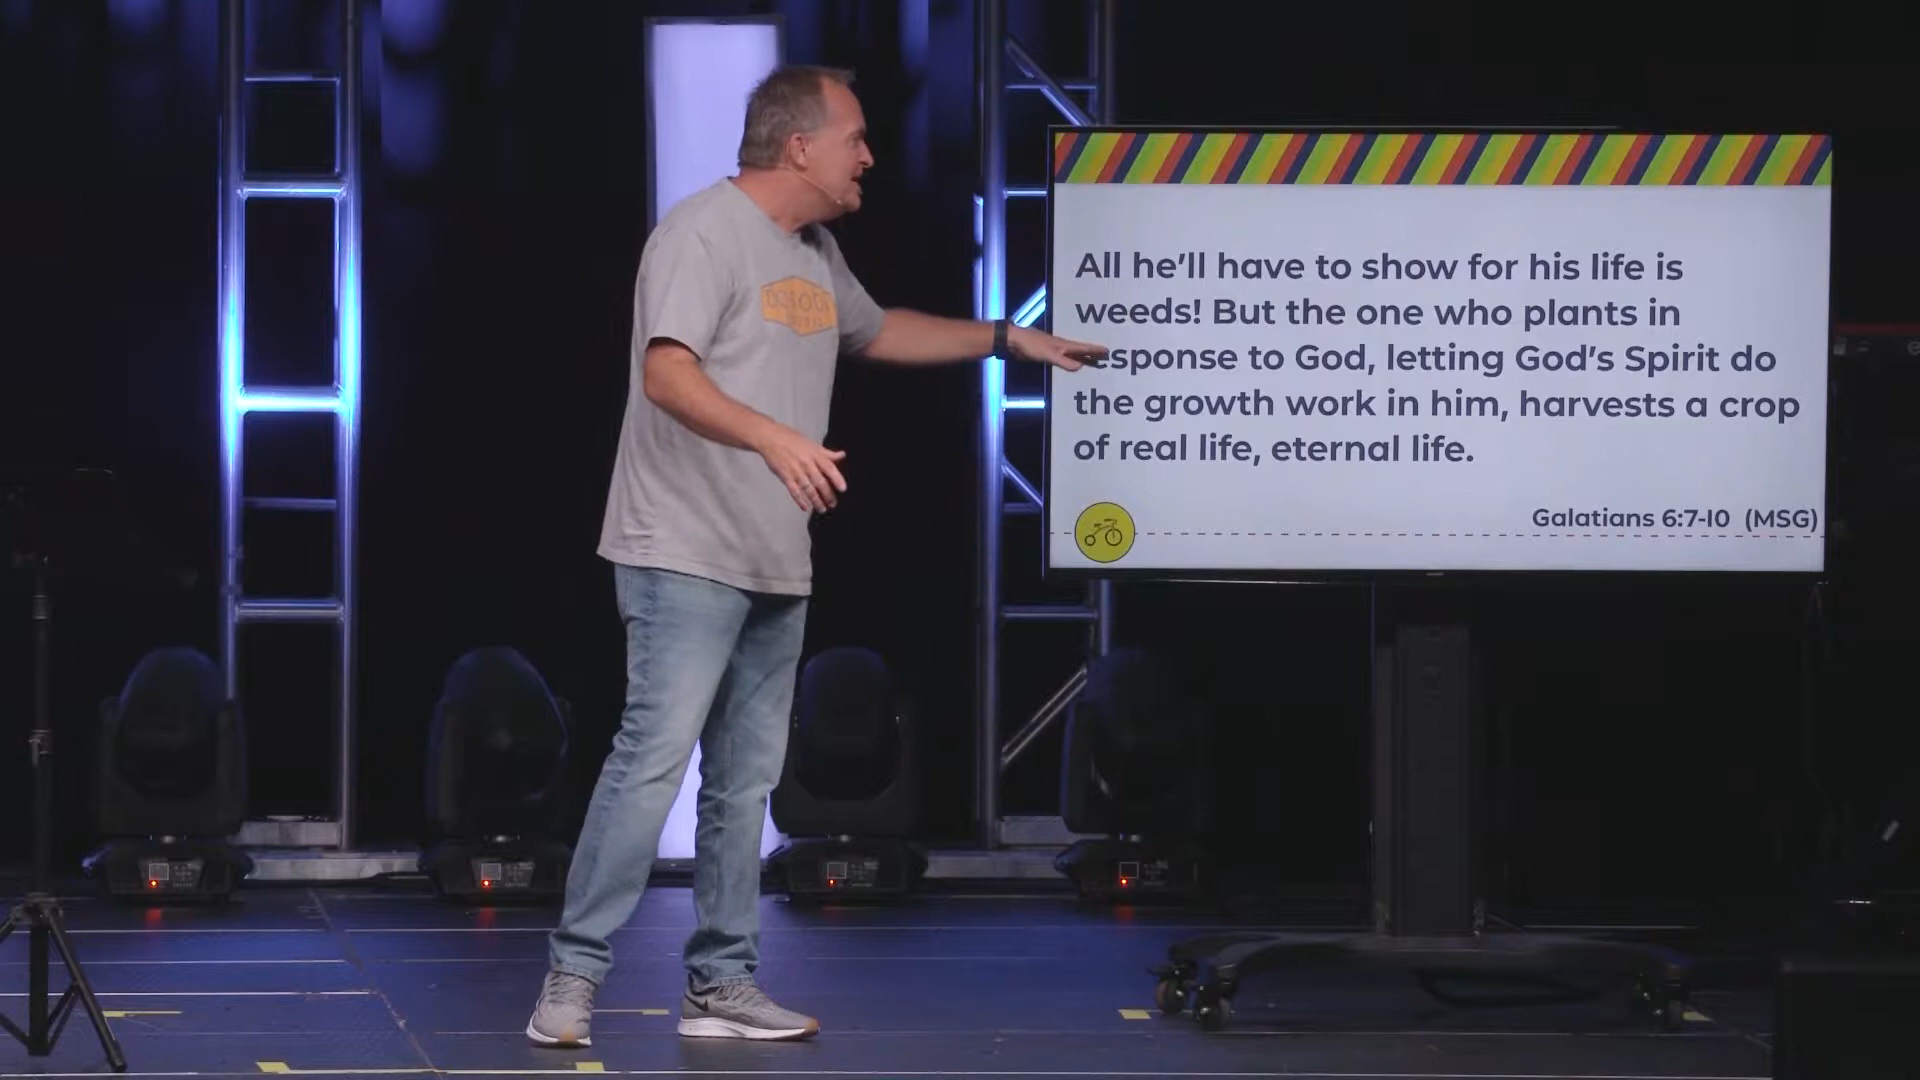 All he'll have to show for his life is
weeds! But the one who plants in
response to God, letting God's Spirit do
the growth work in him, harvests a crop
of real life, eternal life.
Galatians 6:7-10 (MSG)